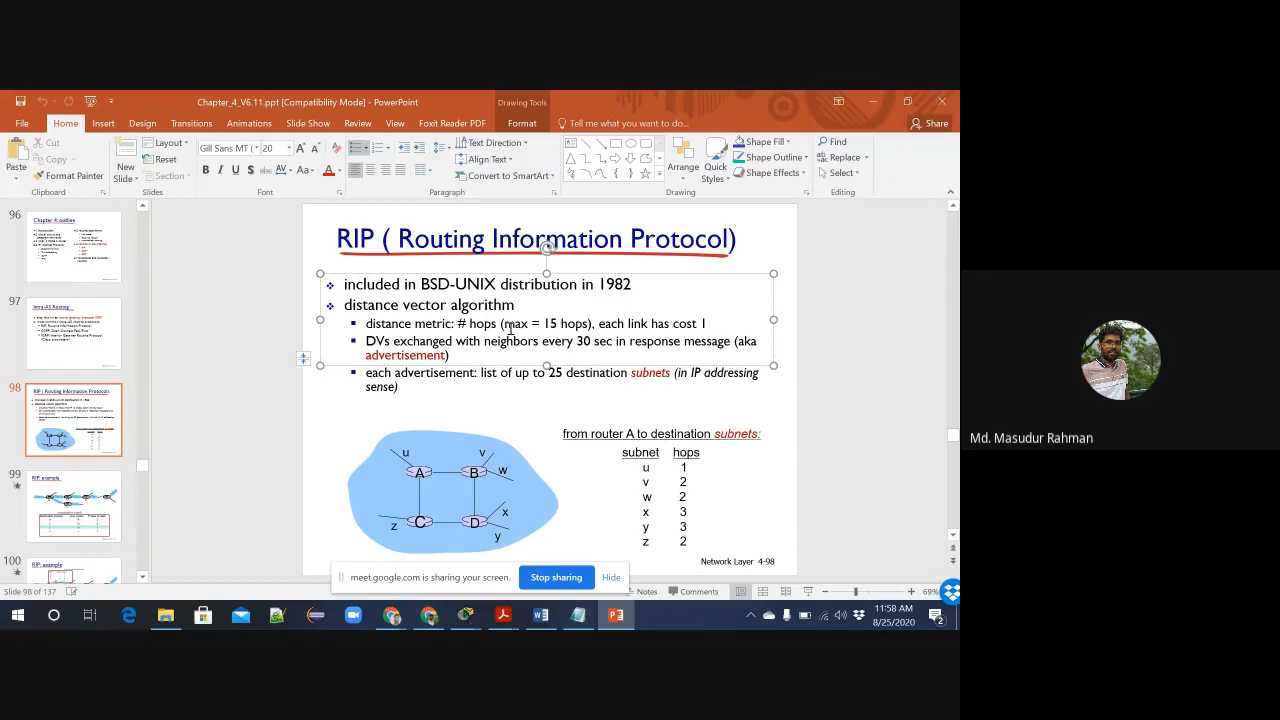 Chapter_4_V6.11.ppt [Compatibility Mode] - PowerPoint
Drawing Tools
File Home Insert Design Transitions Animations Slide Show Review View Foxit Reader PDF Format Tell me what you want to do... Share
Paste
Cut
Copy
Format Painter
Clipboard
New
Slide
Layout
Reset
Section
Slides
Gill Sans MT ( 20
B I U S abc AV Aa A
Font
Text Direction
Align Text
Convert to SmartArt
Paragraph
Arrange
Quick
Styles
Shape Fill
Shape Outline
Shape Effects
Drawing
Find
Replace
Select
Editing
96
Chapter 4: outline
97
Intra-AS Routing
98
RIP ( Routing Information Protocol)
99
RIP: example
100
RIP: example
RIP ( Routing Information Protocol)
included in BSD-UNIX distribution in 1982
distance vector algorithm
distance metric: # hops (max = 15 hops), each link has cost 1
DVs exchanged with neighbors every 30 sec in response message (aka
advertisement)
each advertisement: list of up to 25 destination subnets (in IP addressing
sense)
u
v
w
A
B
C
D
x
z
y
from router A to destination subnets:
subnet hops
u 1
v 2
w 2
x 3
y 3
z 2
Network Layer 4-98
meet.google.com is sharing your screen. Stop sharing Hide
Slide 98 of 137
Notes
Comments
69%
11:58 AM
8/25/2020
2
Md. Masudur Rahman